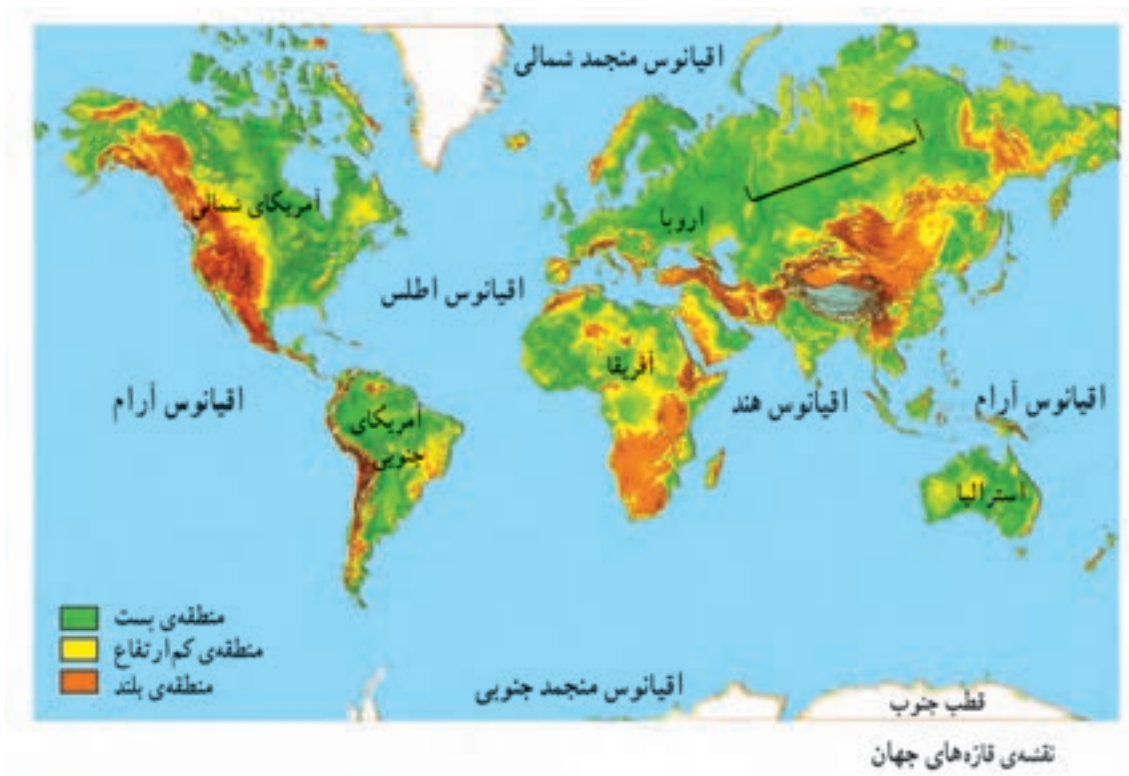 اقیانوس منجمد شمالی
آمریکای شمالی
اروپا
اقیانوس اطلس
آفریقا
اقیانوس آرام
اقیانوس هند
اقیانوس آرام
آمریکای
جنوبی
استرالیا
منطقه‌ی پست
منطقه‌ی کم‌ارتفاع
منطقه‌ی بلند
اقیانوس منجمد جنوبی
قطب جنوب
نقشه‌ی قاره‌های جهان